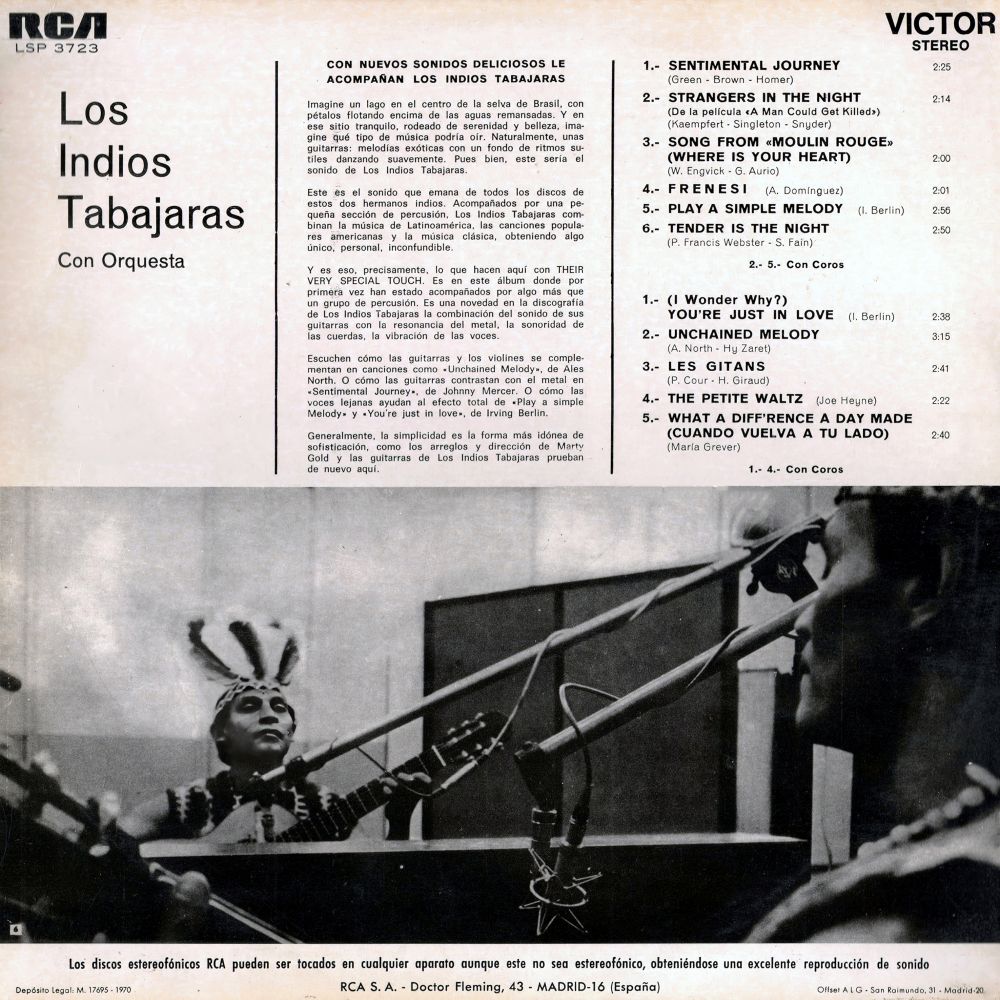 RCA
LSP 3723
VICTOR
STEREO
Los
Indios
Tabajaras
Con Orquesta
CON NUEVOS SONIDOS DELICIOSOS LE
ACOMPAÑAN LOS INDIOS TABAJARAS
Imagine un lago en el centro de la selva de Brasil, con
pétalos flotando encima de las aguas remansadas. Y en
ese sitio tranquilo, rodeado de serenidad y belleza, ima-
gine qué tipo de música podría oír. Naturalmente, unas
guitarras: melodías exóticas con un fondo de ritmos su-
tiles danzando suavemente. Pues bien, este sería el
sonido de Los Indios Tabajaras.
Este es el sonido que emana de todos los discos de
estos dos hermanos indios. Acompañados por una pe-
queña sección de percusión, Los Indios Tabajaras com-
binan la música de Latinoamérica, las canciones popula-
res americanas y la música clásica, obteniendo algo
único, personal, inconfundible.
Y es eso, precisamente, lo que hacen aquí con THEIR
VERY SPECIAL TOUCH. Es en este álbum donde por
primera vez han estado acompañados por algo más que
un grupo de percusión. Es una novedad en la discografía
de Los Indios Tabajaras la combinación del sonido de sus
guitarras con la resonancia del metal, la sonoridad de
las cuerdas, la vibración de las voces.
Escuchen cómo las guitarras y los violines se comple-
mentan en canciones como «Unchained Melody», de Ales
North. O cómo las guitarras contrastan con el metal en
«Sentimental Journey», de Johnny Mercer. O cómo las
voces lejanas ayudan al efecto total de «Play a simple
Melody» y «You're just in love», de Irving Berlin.
Generalmente, la simplicidad es la forma más idónea de
sofisticación, como los arreglos y dirección de Marty
Gold y las guitarras de Los Indios Tabajaras prueban
de nuevo aquí.
1.- SENTIMENTAL JOURNEY 2:25
(Green - Brown - Homer)
2.- STRANGERS IN THE NIGHT 2:14
(De la película «A Man Could Get Killed»)
(Kaempfert - Singleton - Snyder)
3.- SONG FROM «MOULIN ROUGE»
(WHERE IS YOUR HEART) 2:00
(W. Engvick - G. Aurio)
4.- FRENESI (A. Domínguez) 2:01
5.- PLAY A SIMPLE MELODY (I. Berlin) 2:56
6.- TENDER IS THE NIGHT 2:50
(P. Francis Webster - S. Fain)
2.- 5.- Con Coros
1.- (I Wonder Why?)
YOU'RE JUST IN LOVE (I. Berlin) 2:38
2.- UNCHAINED MELODY 3:15
(A. North - Hy Zaret)
3.- LES GITANS 2:41
(P. Cour - H. Giraud)
4.- THE PETITE WALTZ (Joe Heyne) 2:22
5.- WHAT A DIFF'RENCE A DAY MADE
(CUANDO VUELVA A TU LADO) 2:40
(María Grever)
1.- 4.- Con Coros
6
Los discos estereofónicos RCA pueden ser tocados en cualquier aparato aunque este no sea estereofónico, obteniéndose una excelente reproducción de sonido
Depósito Legal: M. 17695 - 1970
RCA S. A. - Doctor Fleming, 43 - MADRID-16 (España)
Offset A L G - San Raimundo, 31 - Madrid-20